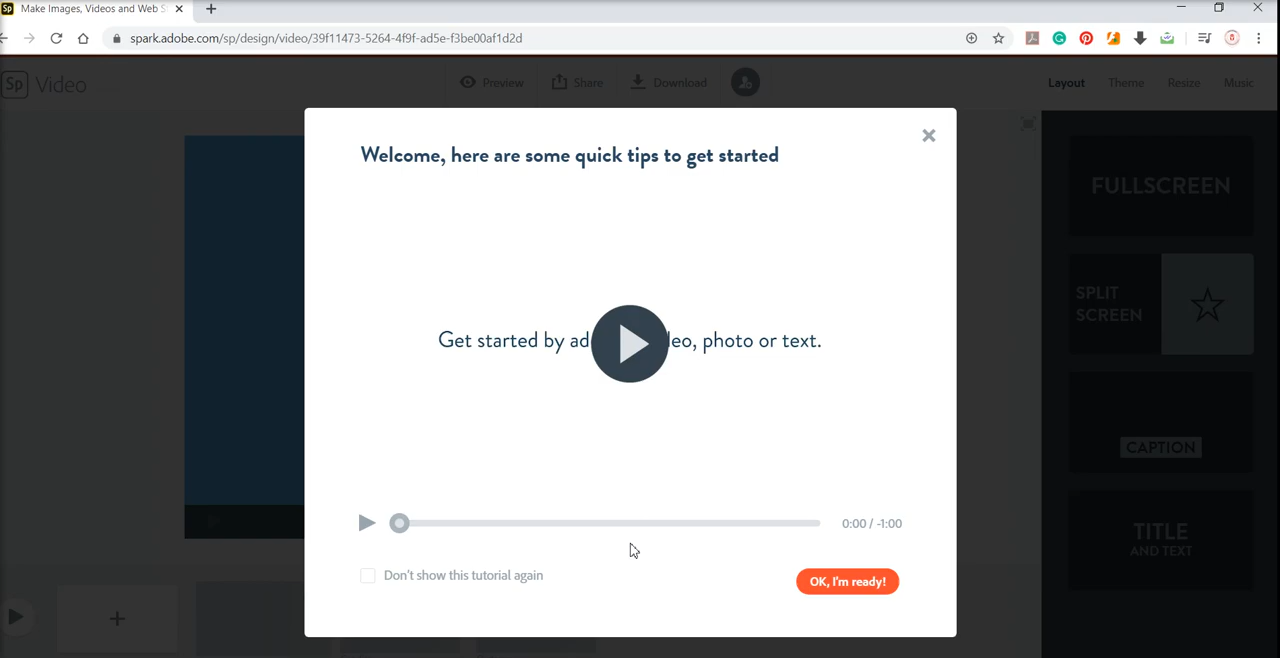 Sp Make Images, Videos and Web S
spark.adobe.com/sp/design/video/39f11473-5264-4f9f-ad5e-f3be00af1d2d
Sp Video
Preview
Share
Download
Layout
Theme
Resize
Music
Welcome, here are some quick tips to get started
Get started by ad leo, photo or text.
0:00 / -1:00
Don't show this tutorial again
OK, I'm ready!
FULLSCREEN
SPLIT
SCREEN
CAPTION
TITLE
AND TEXT